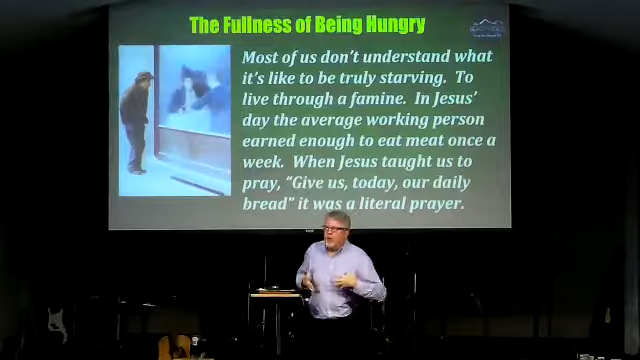 The Fullness of Being Hungry
Most of us don't understand what
it's like to be truly starving. To
live through a famine. In Jesus'
day the average working person
earned enough to eat meat once a
week. When Jesus taught us to
pray, "Give us, today, our daily
bread" it was a literal prayer.